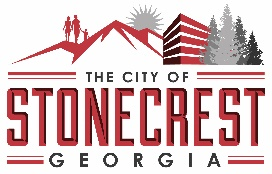 THE CITY OF
STONECREST
GEORGIA